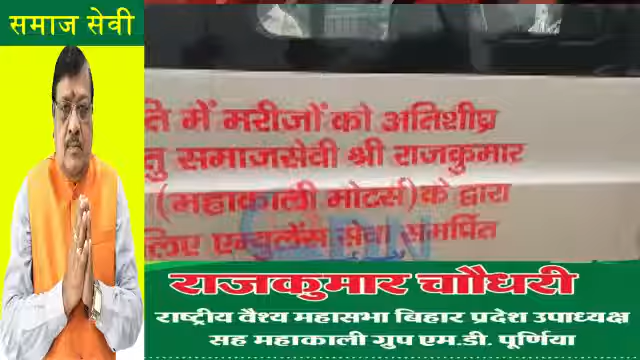 समाज सेवी
ति में मरीजों को अतिशीघ्र
तु समाजसेवी श्री राजकुमार
(महाकाली मोटर्स) के द्वारा
लिए एम्बुलेंस सेवा समर्पित
राजकुमार चौधरी
राष्ट्रीय वैश्य महासभा बिहार प्रदेश उपाध्यक्ष
सह महाकाली ग्रुप एम.डी. पूर्णिया